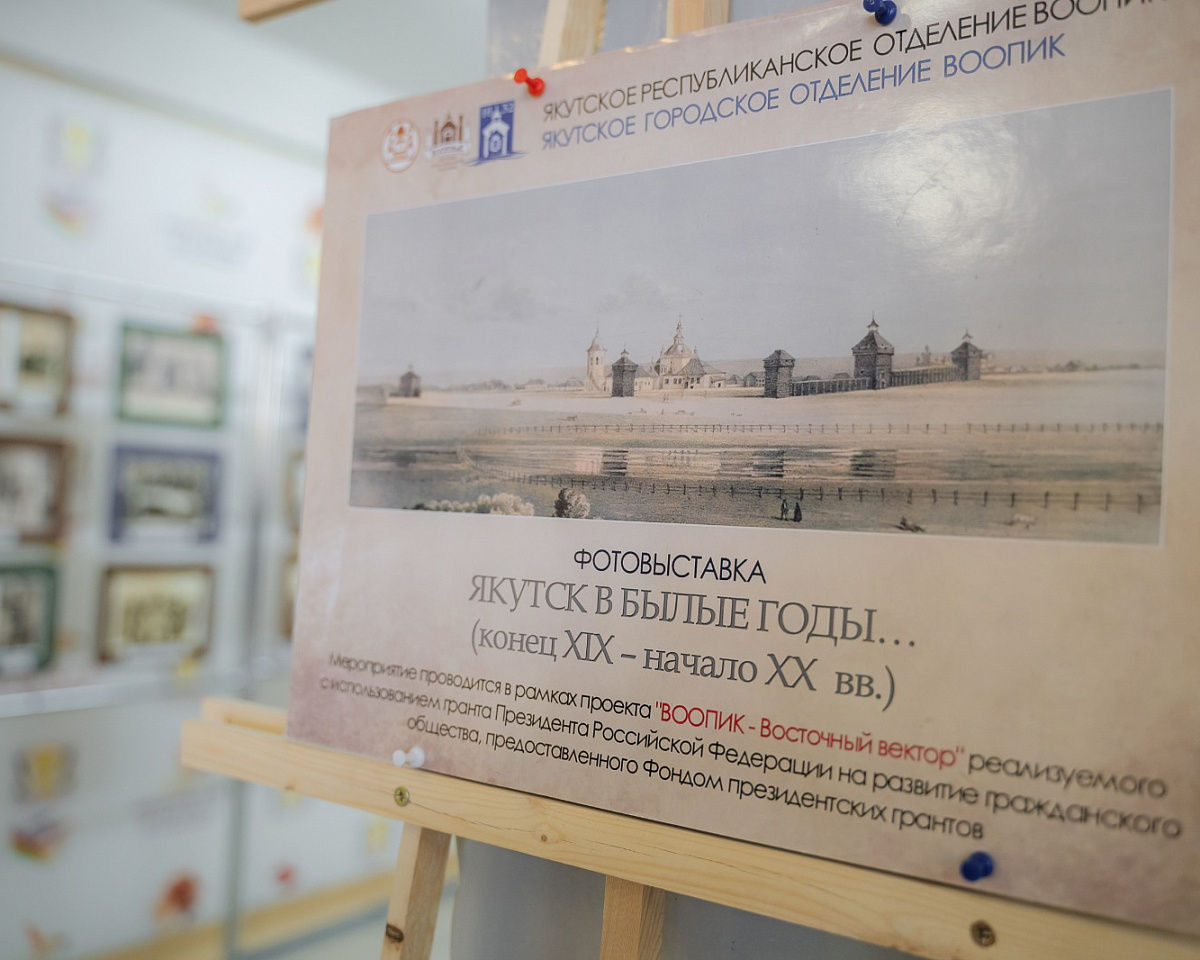 ЯКУТСКОЕ РЕСПУБЛИКАНСКОЕ ОТДЕЛЕНИЕ ВООПИК
ЯКУТСКОЕ ГОРОДСКОЕ ОТДЕЛЕНИЕ ВООПИК
ФОТОВЫСТАВКА
ЯКУТСК В БЫЛЫЕ ГОДЫ...
(конец XIX – начало XX вв.)
Мероприятие проводится в рамках проекта "ВООПИК - Восточный вектор" реализуемого
с использованием гранта Президента Российской Федерации на развитие гражданского
общества, предоставленного Фондом президентских грантов